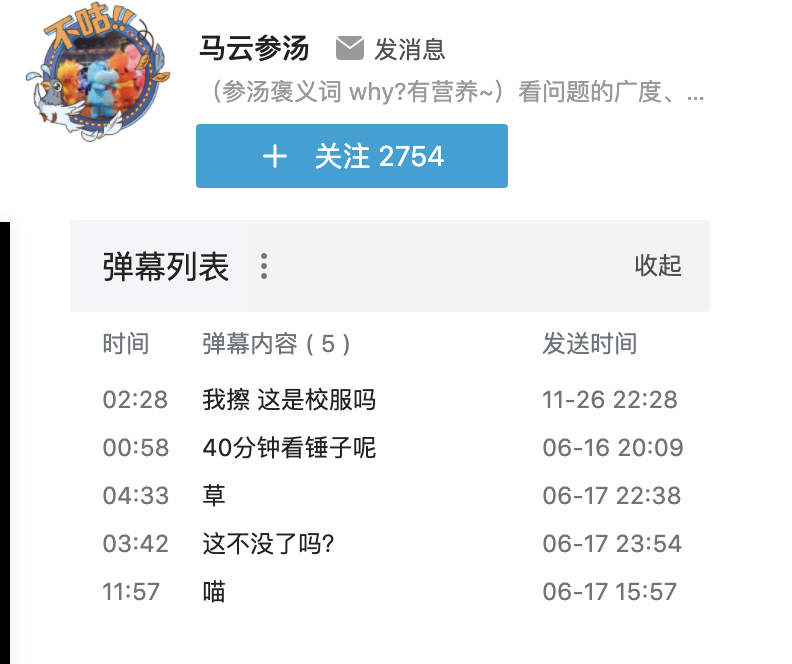 不咕!!
马云参汤 发消息
（参汤褒义词 why?有营养~）看问题的广度、...
+ 关注 2754
弹幕列表 收起
时间 弹幕内容 ( 5 ) 发送时间
02:28 我擦 这是校服吗 11-26 22:28
00:58 40分钟看锤子呢 06-16 20:09
04:33 草 06-17 22:38
03:42 这不没了吗? 06-17 23:54
11:57 喵 06-17 15:57